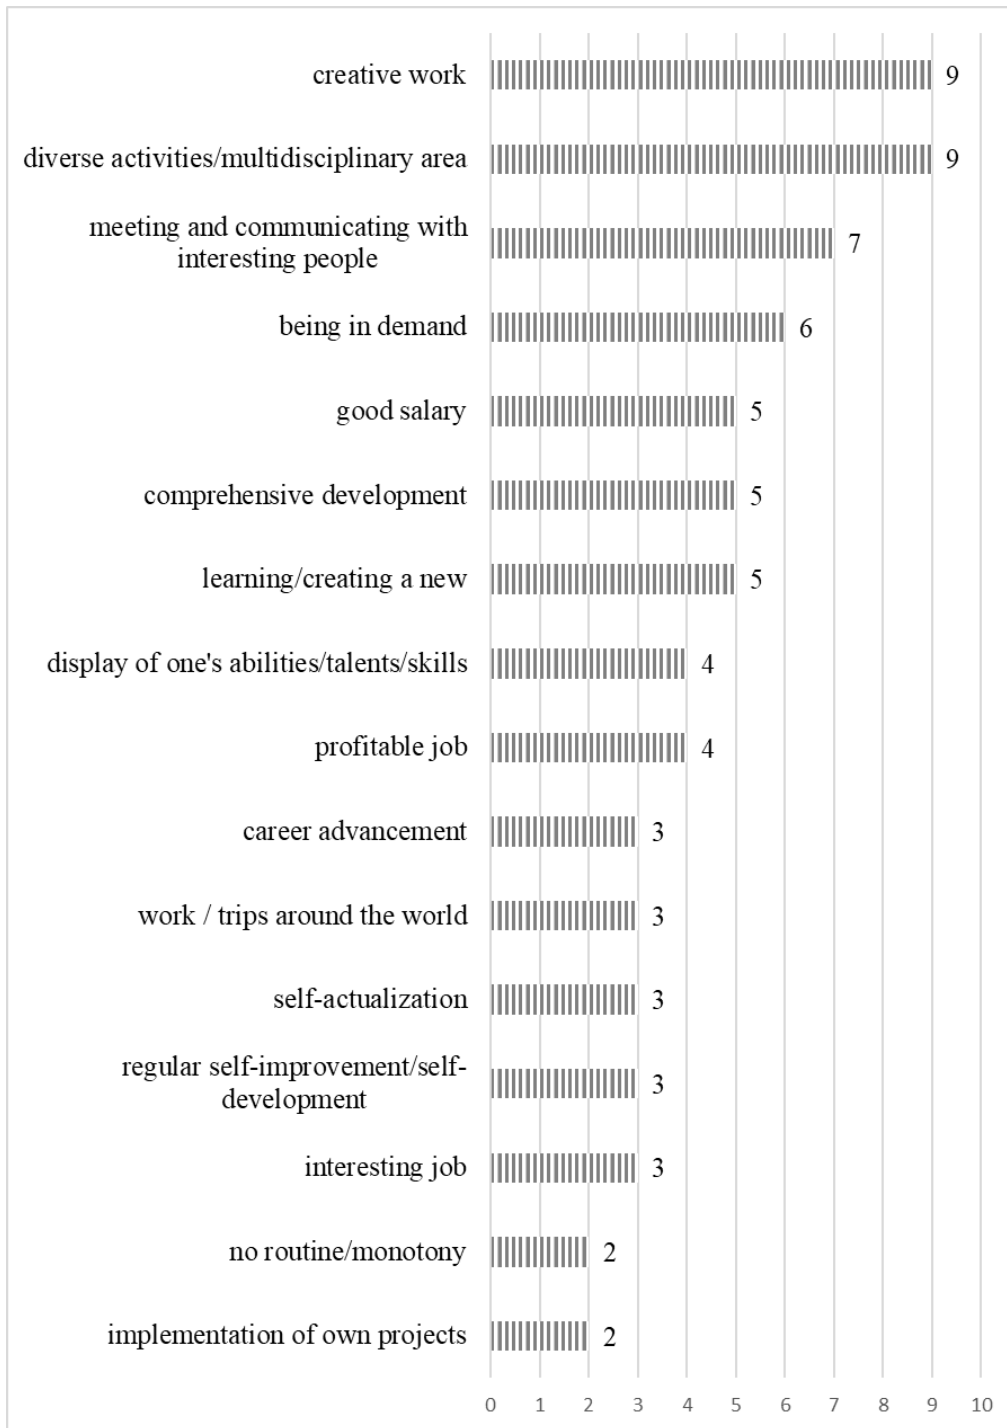 creative work 9
diverse activities/multidisciplinary area 9
meeting and communicating with
interesting people 7
being in demand 6
good salary 5
comprehensive development 5
learning/creating a new 5
display of one's abilities/talents/skills 4
profitable job 4
career advancement 3
work / trips around the world 3
self-actualization 3
regular self-improvement/self-
development 3
interesting job 3
no routine/monotony 2
implementation of own projects 2
0 1 2 3 4 5 6 7 8 9 10